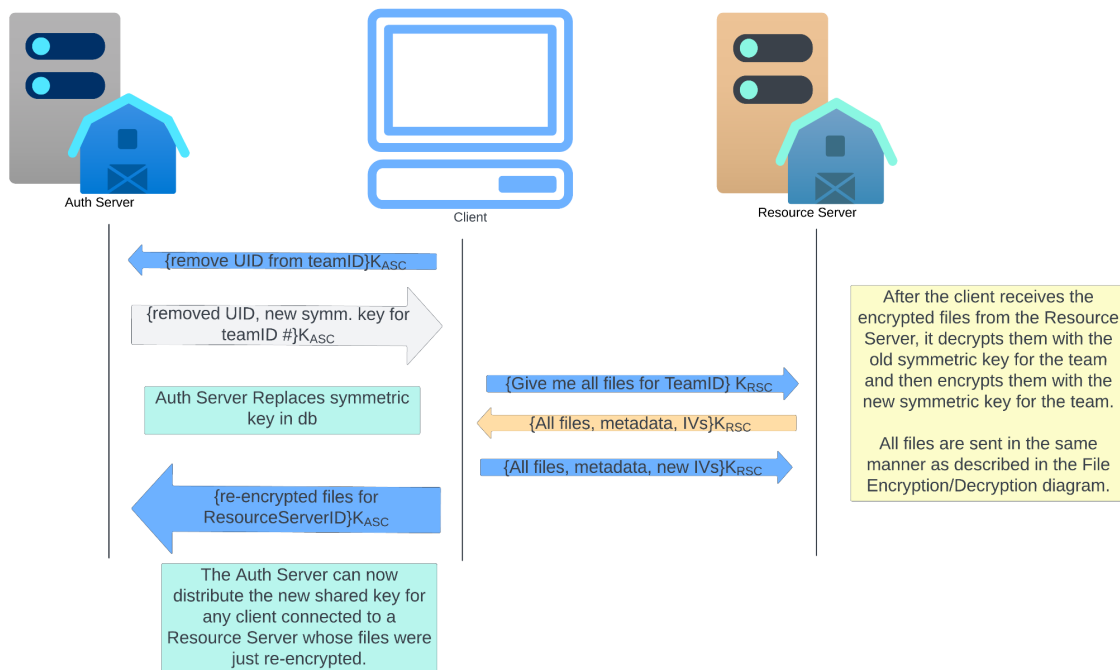 Auth Server
Client
Resource Server
{remove UID from teamID}K_ASC
{removed UID, new symm. key for
teamID #}K_ASC
Auth Server Replaces symmetric
key in db
{Give me all files for TeamID} K_RSC
{All files, metadata, IVs}K_RSC
{All files, metadata, new IVs}K_RSC
After the client receives the
encrypted files from the Resource
Server, it decrypts them with the
old symmetric key for the team
and then encrypts them with the
new symmetric key for the team.
All files are sent in the same
manner as described in the File
Encryption/Decryption diagram.
{re-encrypted files for
ResourceServerID}K_ASC
The Auth Server can now
distribute the new shared key for
any client connected to a
Resource Server whose files were
just re-encrypted.